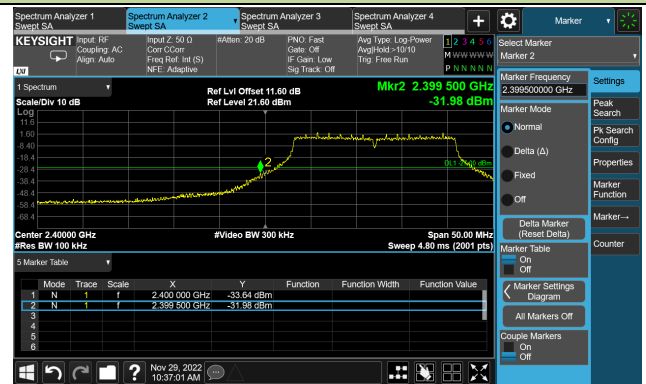 Spectrum Analyzer 1
Swept SA
Spectrum Analyzer 2
Swept SA
Spectrum Analyzer 3
Swept SA
Spectrum Analyzer 4
Swept SA
Marker
KEYSIGHT
Input: RF
Coupling: AC
Align: Auto
Input Z: 50 Ω
Corr CCorr
Freq Ref: Int (S)
NFE: Adaptive
#Atten: 20 dB
PNO: Fast
Gate: Off
IF Gain: Low
Sig Track: Off
Avg Type: Log-Power
Avg|Hold:>10/10
Trig: Free Run
1 2 3 4 5 6
M W W W W W
P N N N N N
LXI
Select Marker
Marker 2
1 Spectrum
Scale/Div 10 dB
Log
Ref Lvl Offset 11.60 dB
Ref Level 21.60 dBm
Mkr2 2.399 500 GHz
-31.98 dBm
11.6
1.60
-8.40
-18.4
-28.4
-38.4
-48.4
-58.4
-68.4
2
Center 2.40000 GHz
#Res BW 100 kHz
#Video BW 300 kHz
Span 50.00 MHz
Sweep 4.80 ms (2001 pts)
5 Marker Table
Mode Trace Scale X Y Function Function Width Function Value
1 N 1 f 2.400 000 GHz -33.64 dBm
2 N 1 f 2.399 500 GHz -31.98 dBm
3
4
5
6
Marker Frequency
2.399500000 GHz
Marker Mode
Normal
Delta (Δ)
Fixed
Off
Delta Marker
(Reset Delta)
Marker Table
On
Off
Marker Settings
Diagram
All Markers Off
Couple Markers
On
Off
Settings
Peak
Search
Pk Search
Config
Properties
Marker
Function
Marker→
Counter
?
Nov 29, 2022
10:37:01 AM